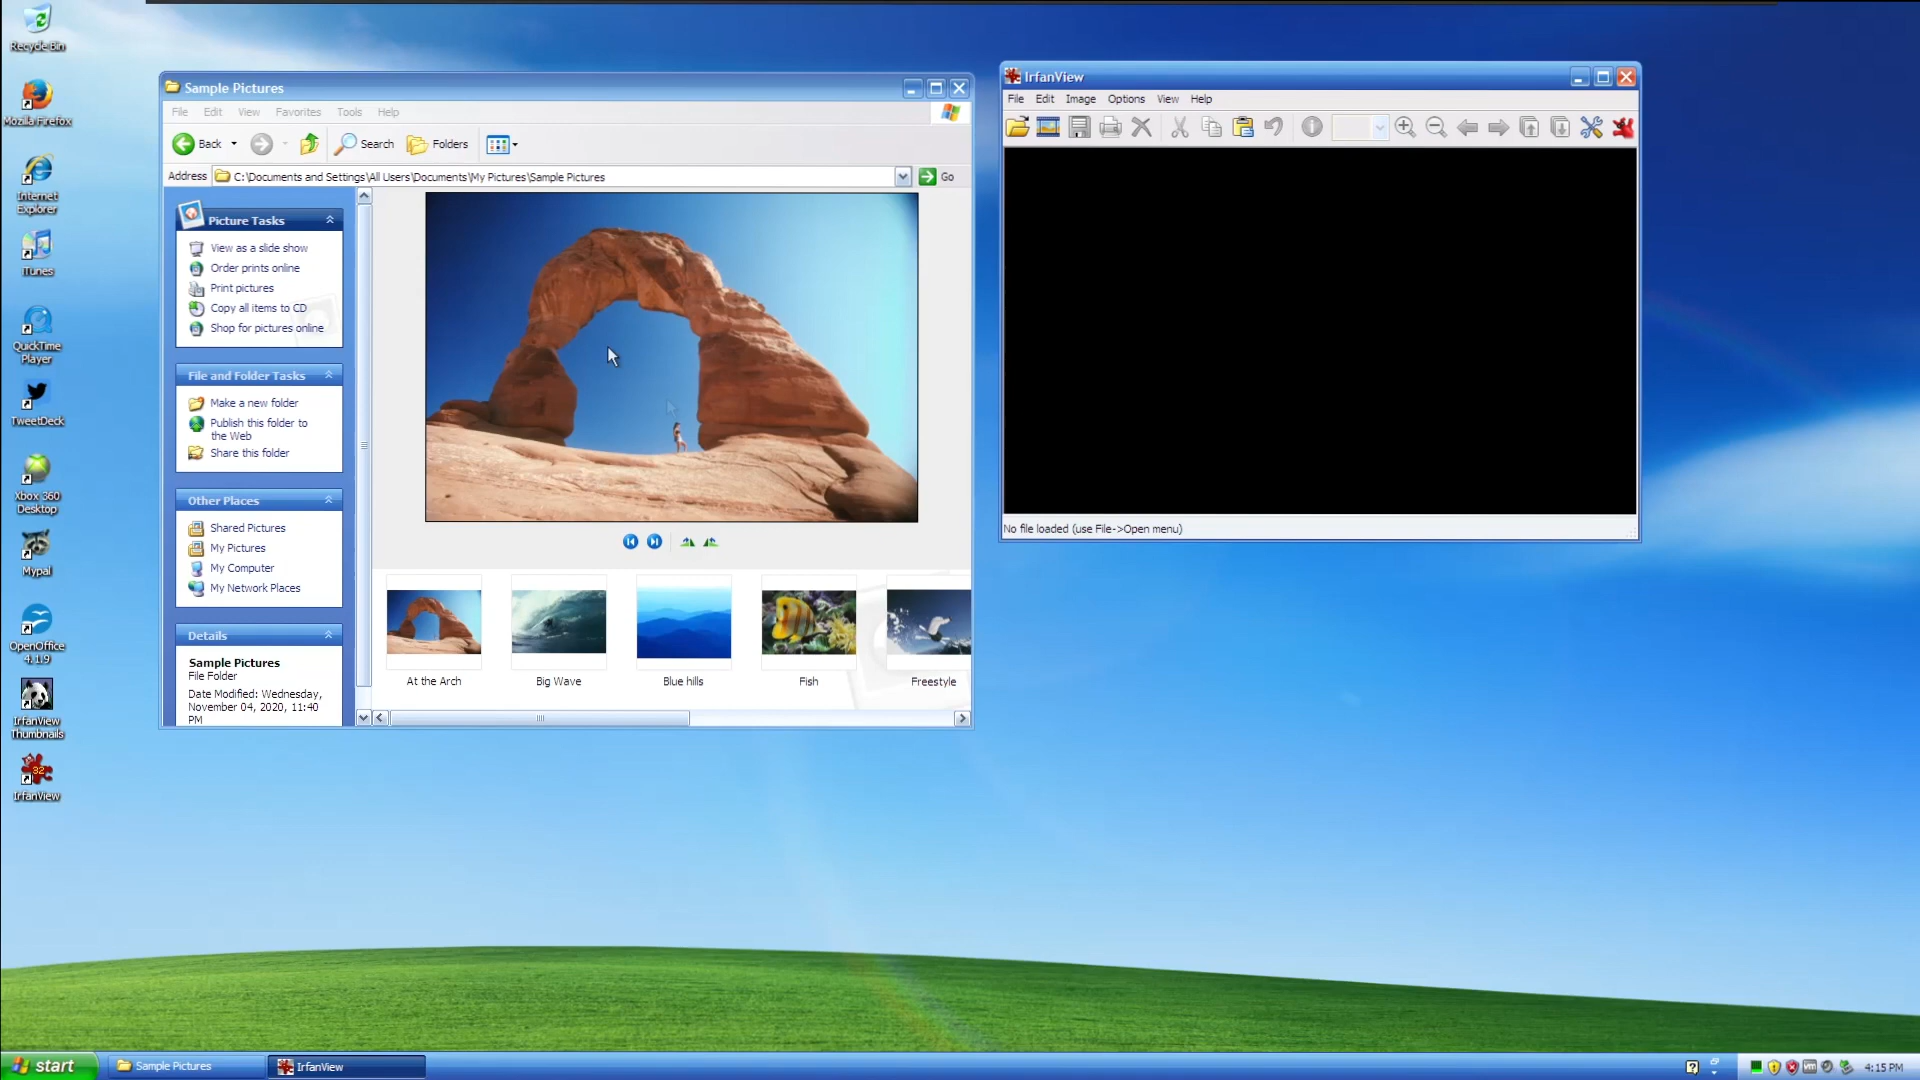 Recycle Bin
Mozilla Firefox
Internet
Explorer
iTunes
QuickTime
Player
TweetDeck
Xbox 360
Desktop
Mypal
OpenOffice
4.1.9
IrfanView
Thumbnails
32
IrfanView
Sample Pictures
File Edit View Favorites Tools Help
Back Search Folders
Address C:\Documents and Settings\All Users\Documents\My Pictures\Sample Pictures Go
Picture Tasks
View as a slide show
Order prints online
Print pictures
Copy all items to CD
Shop for pictures online
File and Folder Tasks
Make a new folder
Publish this folder to
the Web
Share this folder
Other Places
Shared Pictures
My Pictures
My Computer
My Network Places
Details
Sample Pictures
File Folder
Date Modified: Wednesday,
November 04, 2020, 11:40
PM
At the Arch Big Wave Blue hills Fish Freestyle
IrfanView
File Edit Image Options View Help
No file loaded (use File->Open menu)
start Sample Pictures IrfanView 4:15 PM